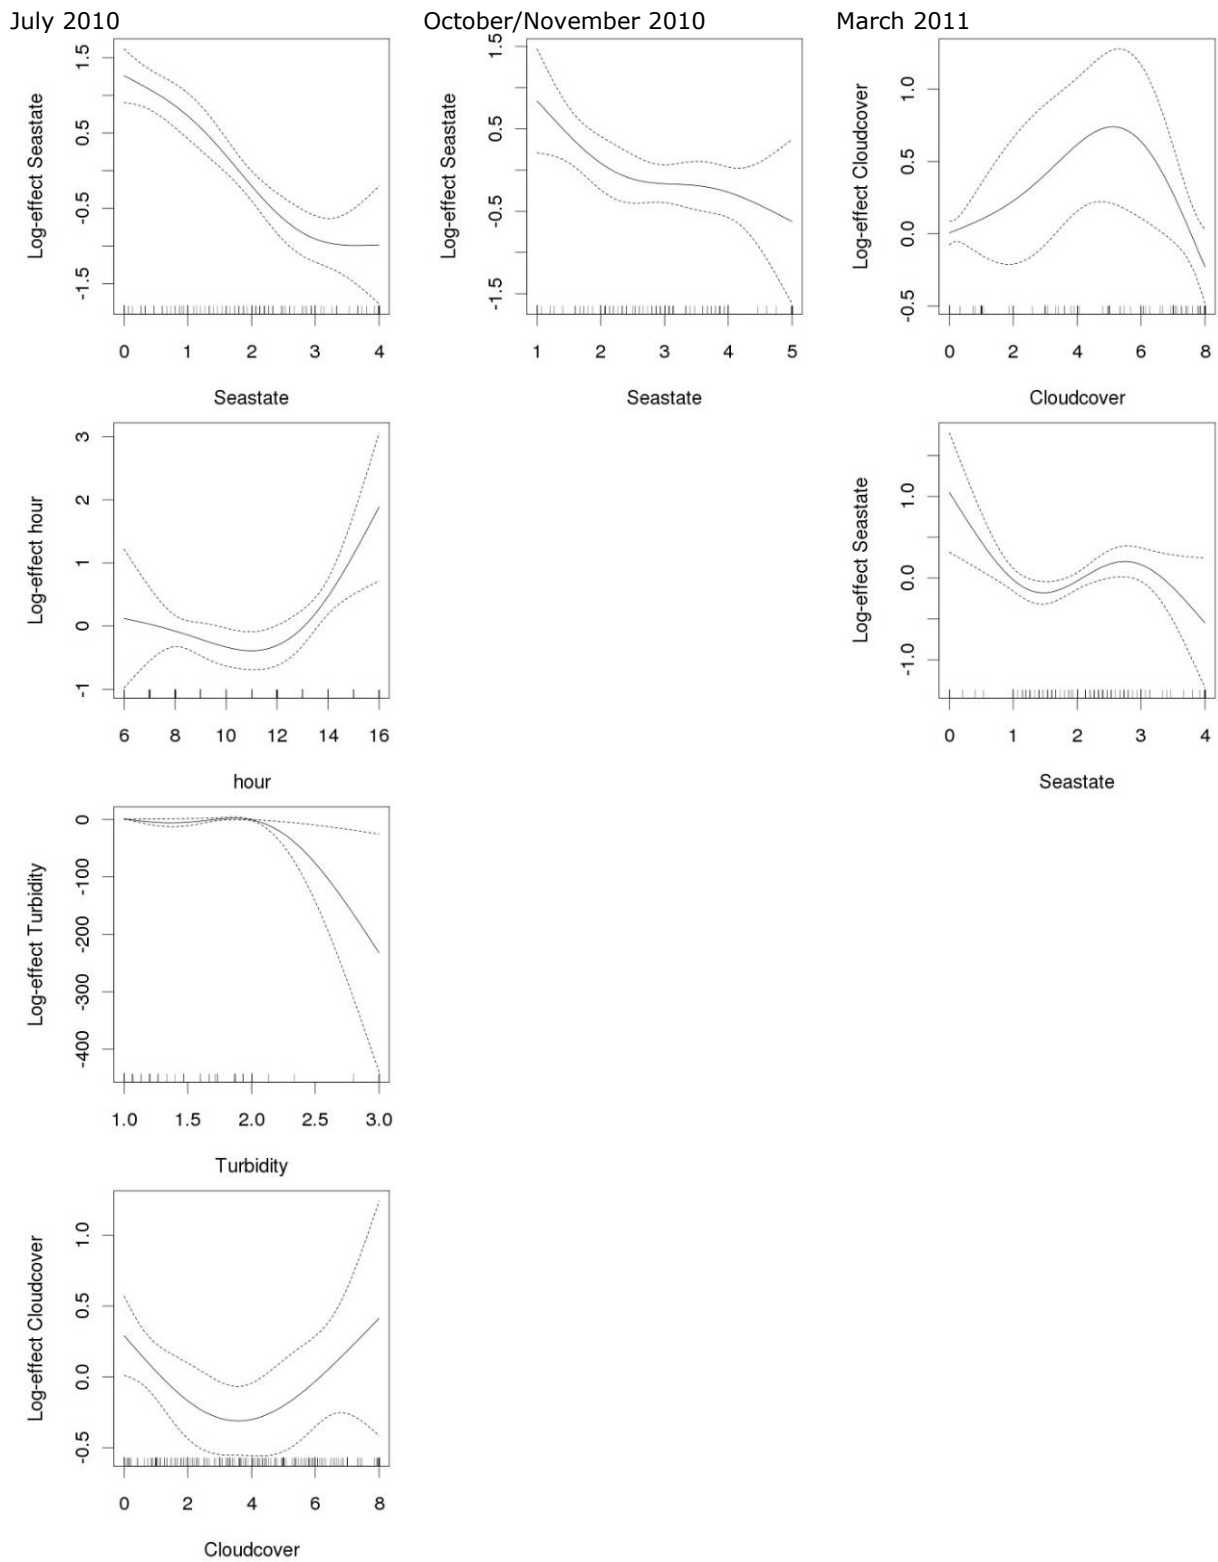 July 2010
October/November 2010
March 2011
Log-effect Seastate
1.5
0.5
-0.5
-1.5
0 1 2 3 4
Seastate
Log-effect Seastate
1.5
0.5
-0.5
-1.5
1 2 3 4 5
Seastate
Log-effect Cloudcover
1.0
0.5
0.0
-0.5
0 2 4 6 8
Cloudcover
Log-effect hour
3
2
1
0
-1
6 8 10 12 14 16
hour
Log-effect Seastate
1.0
0.0
-1.0
0 1 2 3 4
Seastate
Log-effect Turbidity
0
-100
-200
-300
-400
1.0 1.5 2.0 2.5 3.0
Turbidity
Log-effect Cloudcover
1.0
0.5
0.0
-0.5
0 2 4 6 8
Cloudcover